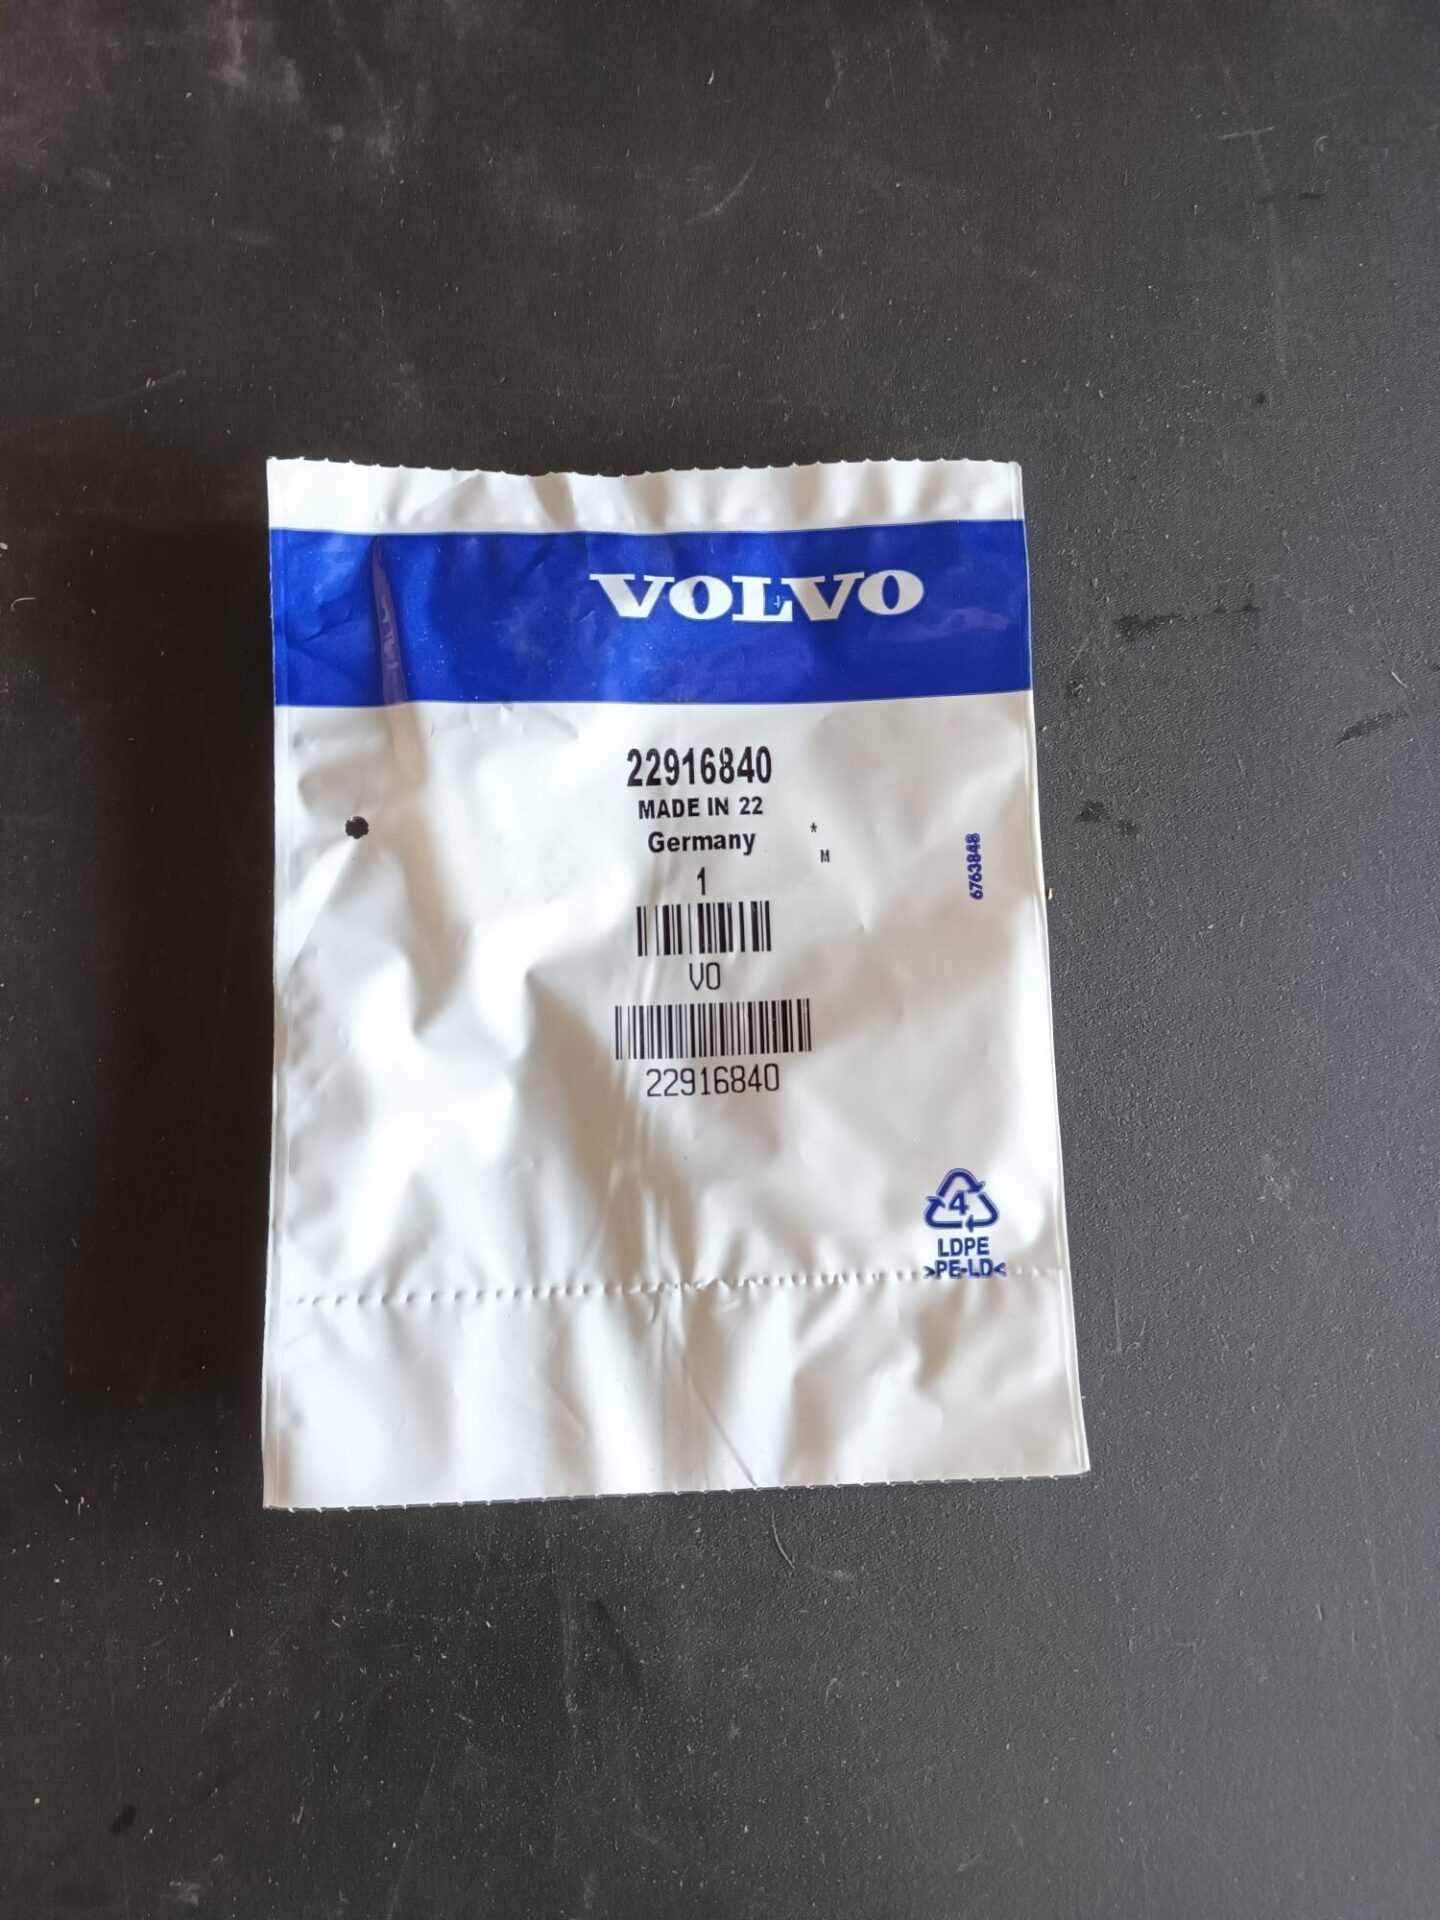 VOLVO
22916840
MADE IN 22
Germany
*
M
1
VO
22916840
6763848
4
LDPE
>PE-LD<